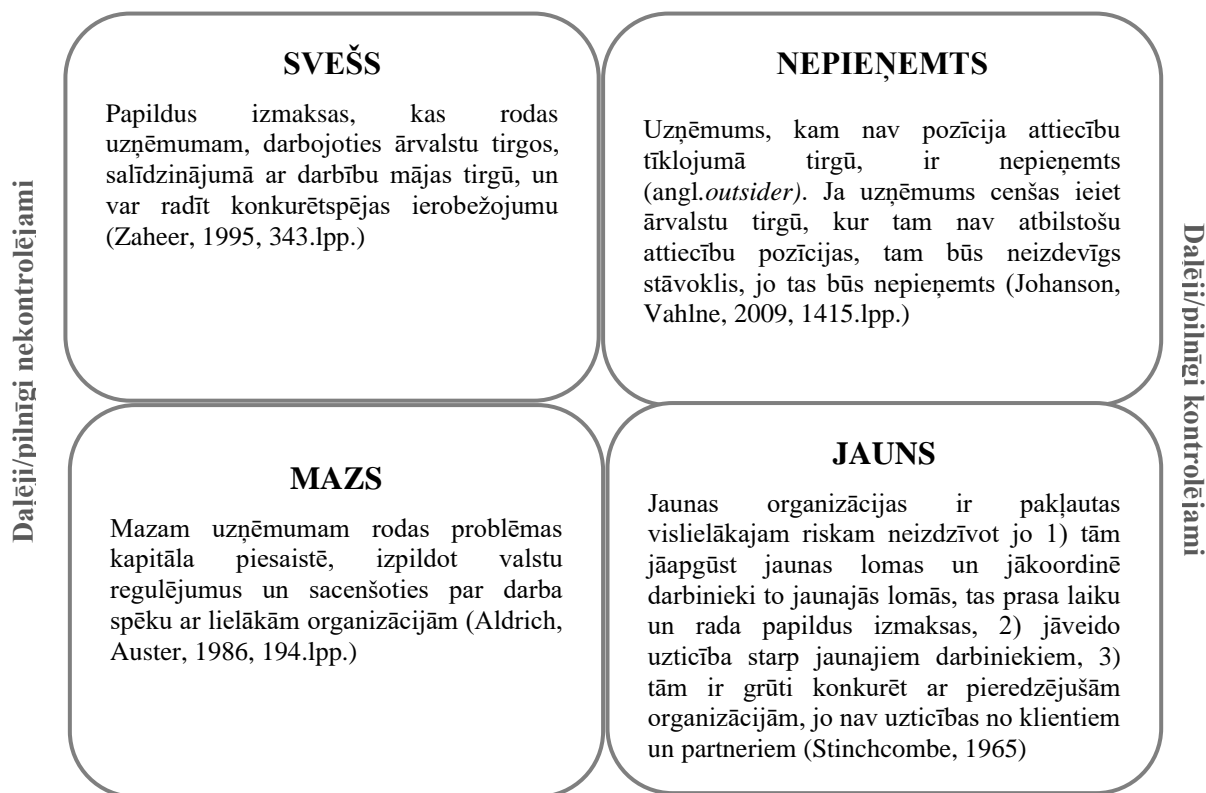 Daļēji/pilnīgi nekontrolējami
SVEŠS
Papildus izmaksas, kas rodas
uzņēmumam, darbojoties ārvalstu tirgos,
salīdzinājumā ar darbību mājas tirgū, un
var radīt konkurētspējas ierobežojumu
(Zaheer, 1995, 343.lpp.)
NEPIEŅEMTS
Uzņēmums, kam nav pozīcija attiecību
tīklojumā tirgū, ir nepieņemts
(angl.outsider). Ja uzņēmums cenšas ieiet
ārvalstu tirgū, kur tam nav atbilstošu
attiecību pozīcijas, tam būs neizdevīgs
stāvoklis, jo tas būs nepieņemts (Johanson,
Vahlne, 2009, 1415.lpp.)
MAZS
Mazam uzņēmumam rodas problēmas
kapitāla piesaistē, izpildot valstu
regulējumus un sacenšoties par darba
spēku ar lielākām organizācijām (Aldrich,
Auster, 1986, 194.lpp.)
JAUNS
Jaunas organizācijas ir pakļautas
vislielākajam riskam neizdzīvot jo 1) tām
jāapgūst jaunas lomas un jākoordinē
darbinieki to jaunajās lomās, tas prasa laiku
un rada papildus izmaksas, 2) jāveido
uzticība starp jaunajiem darbiniekiem, 3)
tām ir grūti konkurēt ar pieredzējušām
organizācijām, jo nav uzticības no klientiem
un partneriem (Stinchcombe, 1965)
Daļēji/pilnīgi kontrolējami